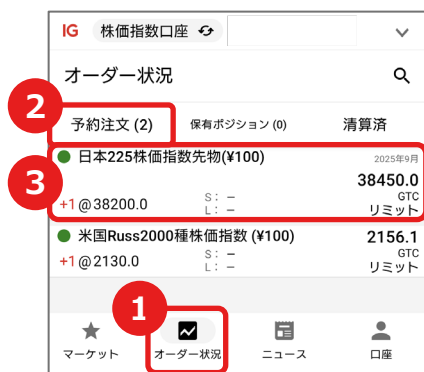 IG 株価指数口座
オーダー状況
2
予約注文 (2) 保有ポジション (0) 清算済
3
日本225株価指数先物(¥100) 2025年9月
38450.0
+1@38200.0 S: – GTC
L: – リミット
米国Russ2000種株価指数 (¥100) 2156.1
+1@2130.0 S: – GTC
L: – リミット
1
マーケット オーダー状況 ニュース 口座